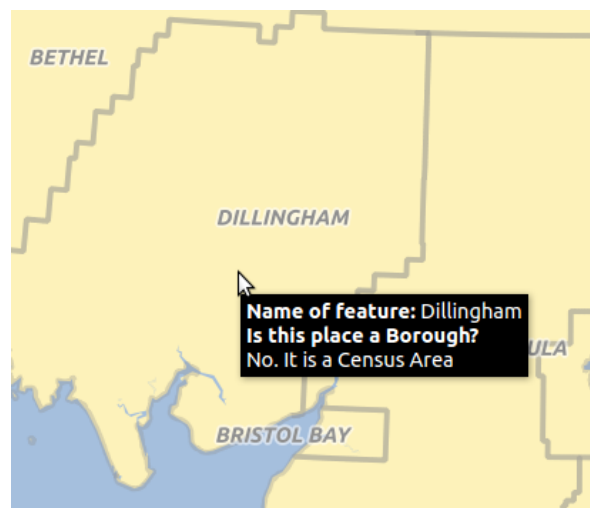 BETHEL
DILLINGHAM
Name of feature: Dillingham
Is this place a Borough?
No. It is a Census Area
ULA
BRISTOL BAY